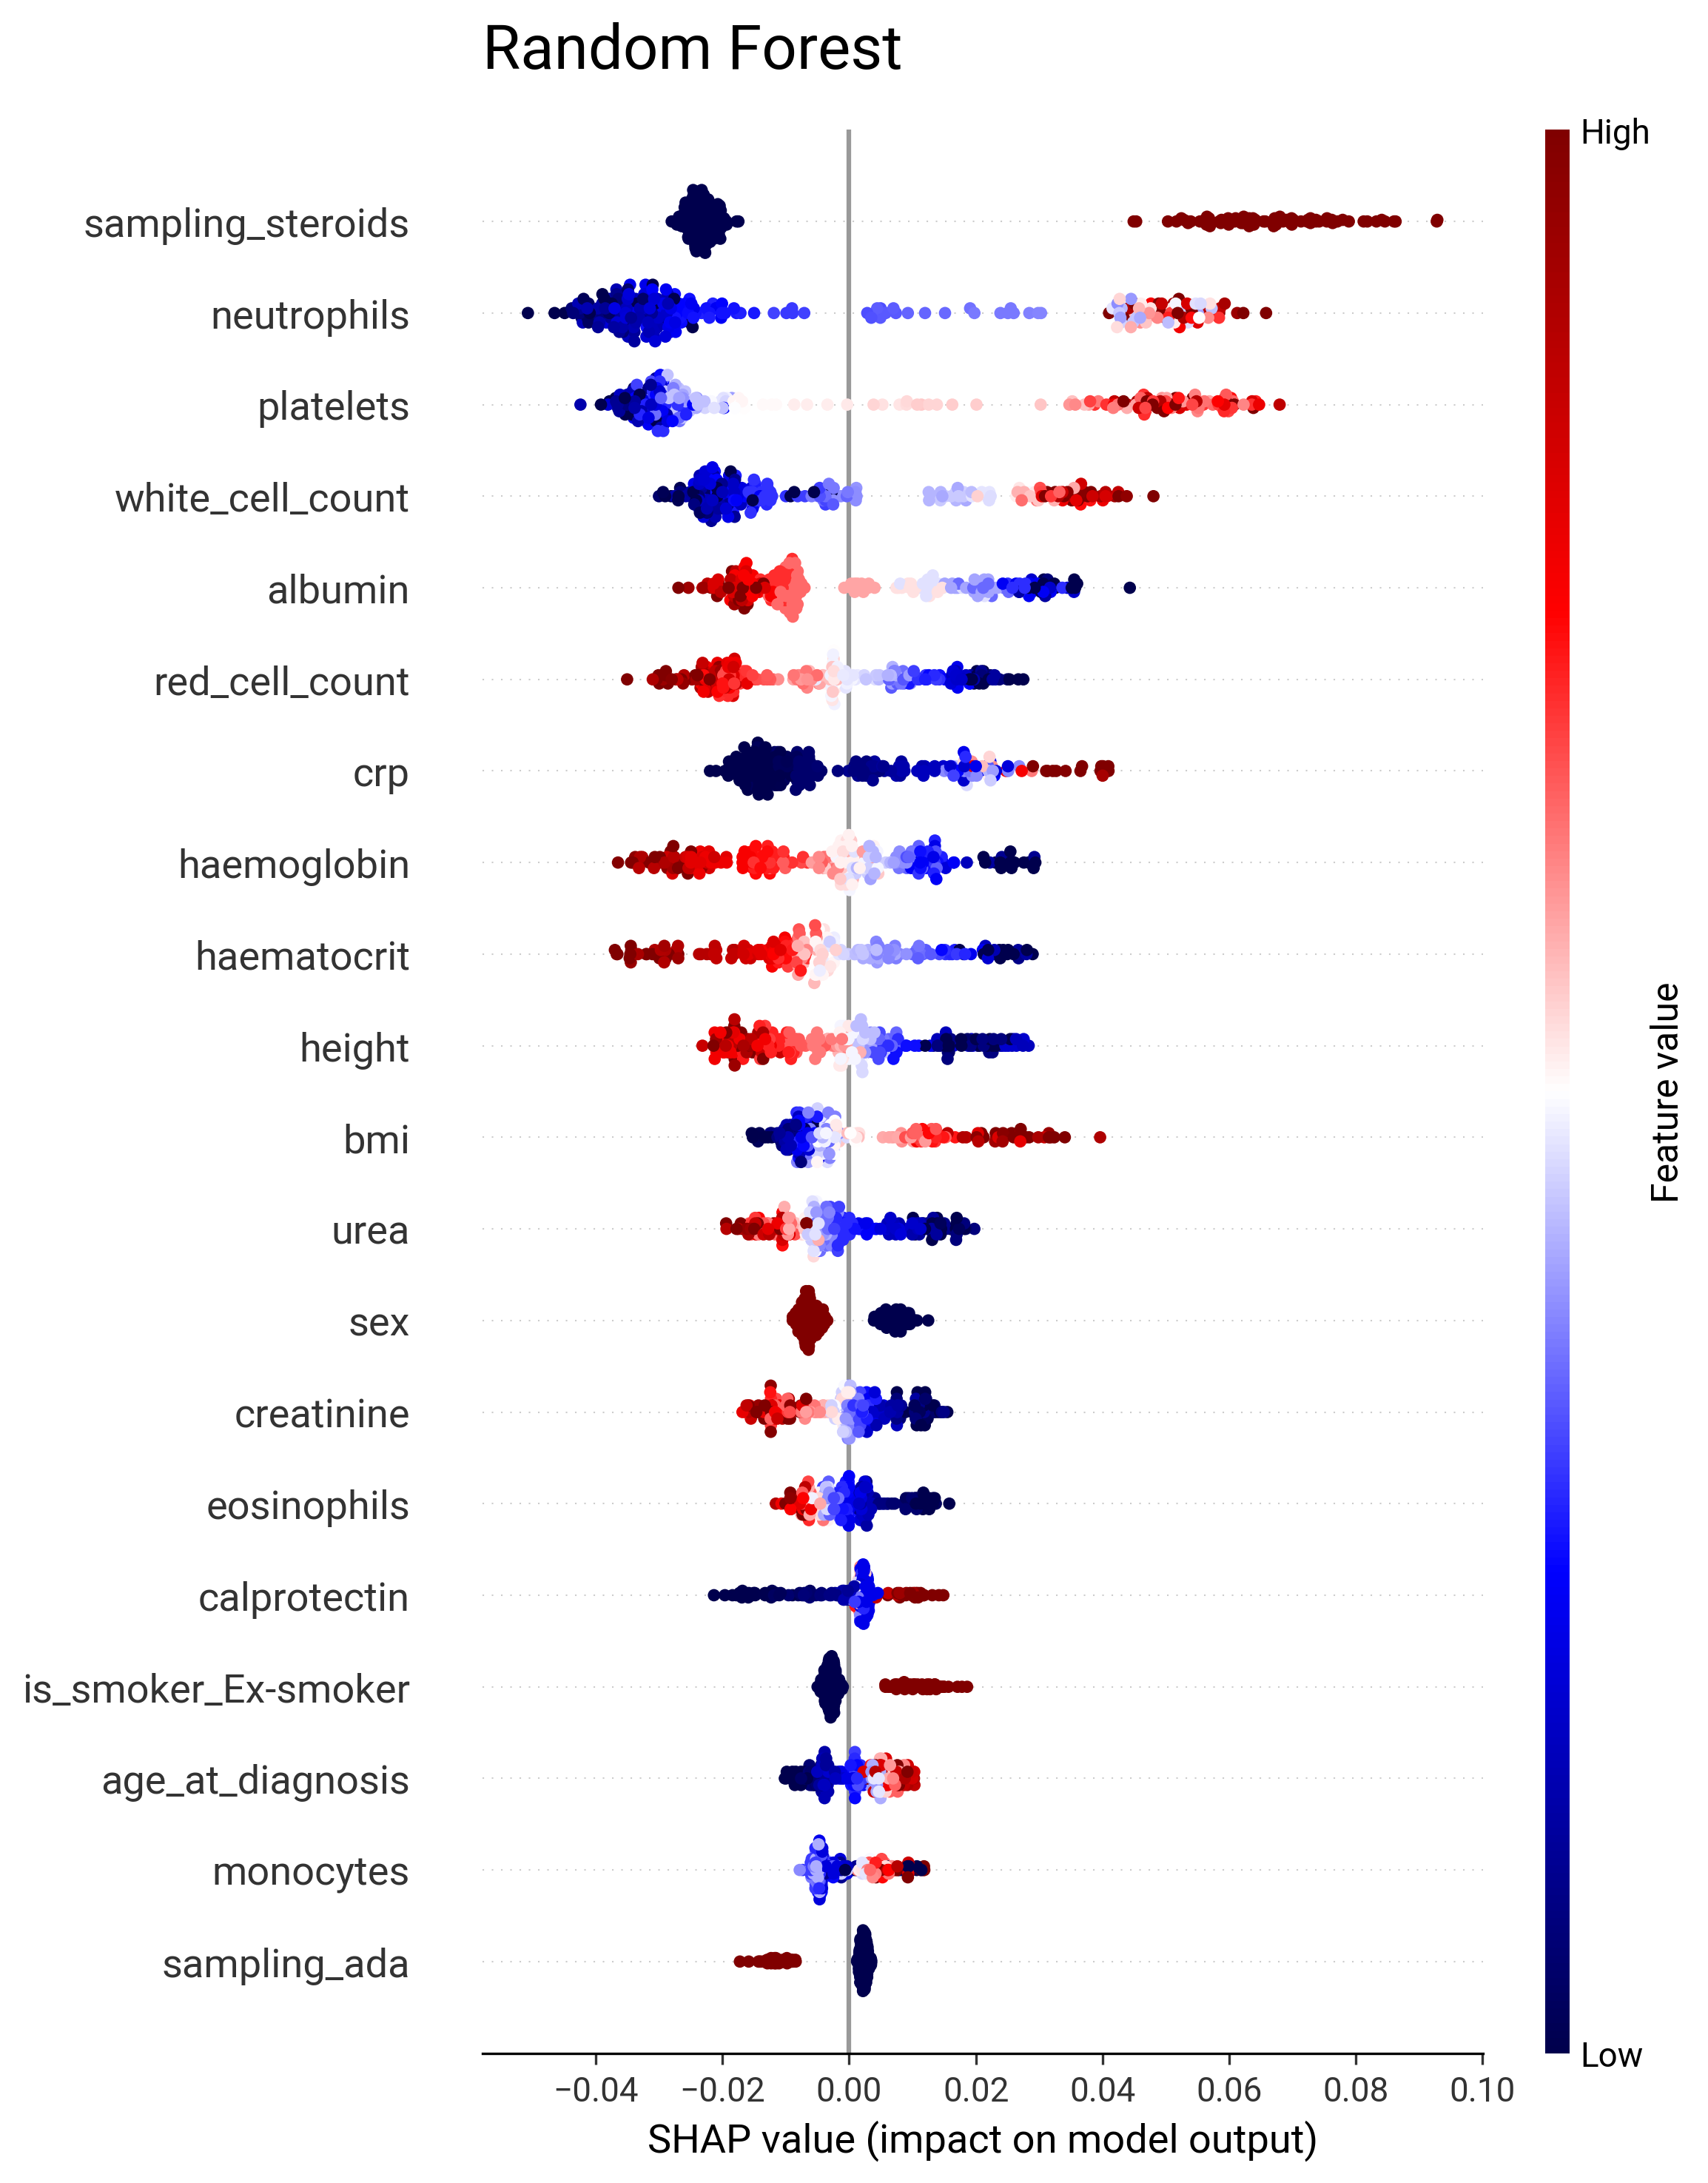 Random Forest
High
sampling_steroids
neutrophils
platelets
white_cell_count
albumin
red_cell_count
crp
haemoglobin
haematocrit
height
bmi
urea
sex
creatinine
eosinophils
calprotectin
is_smoker_Ex-smoker
age_at_diagnosis
monocytes
sampling_ada
Feature value
Low
−0.04 −0.02 0.00 0.02 0.04 0.06 0.08 0.10
SHAP value (impact on model output)